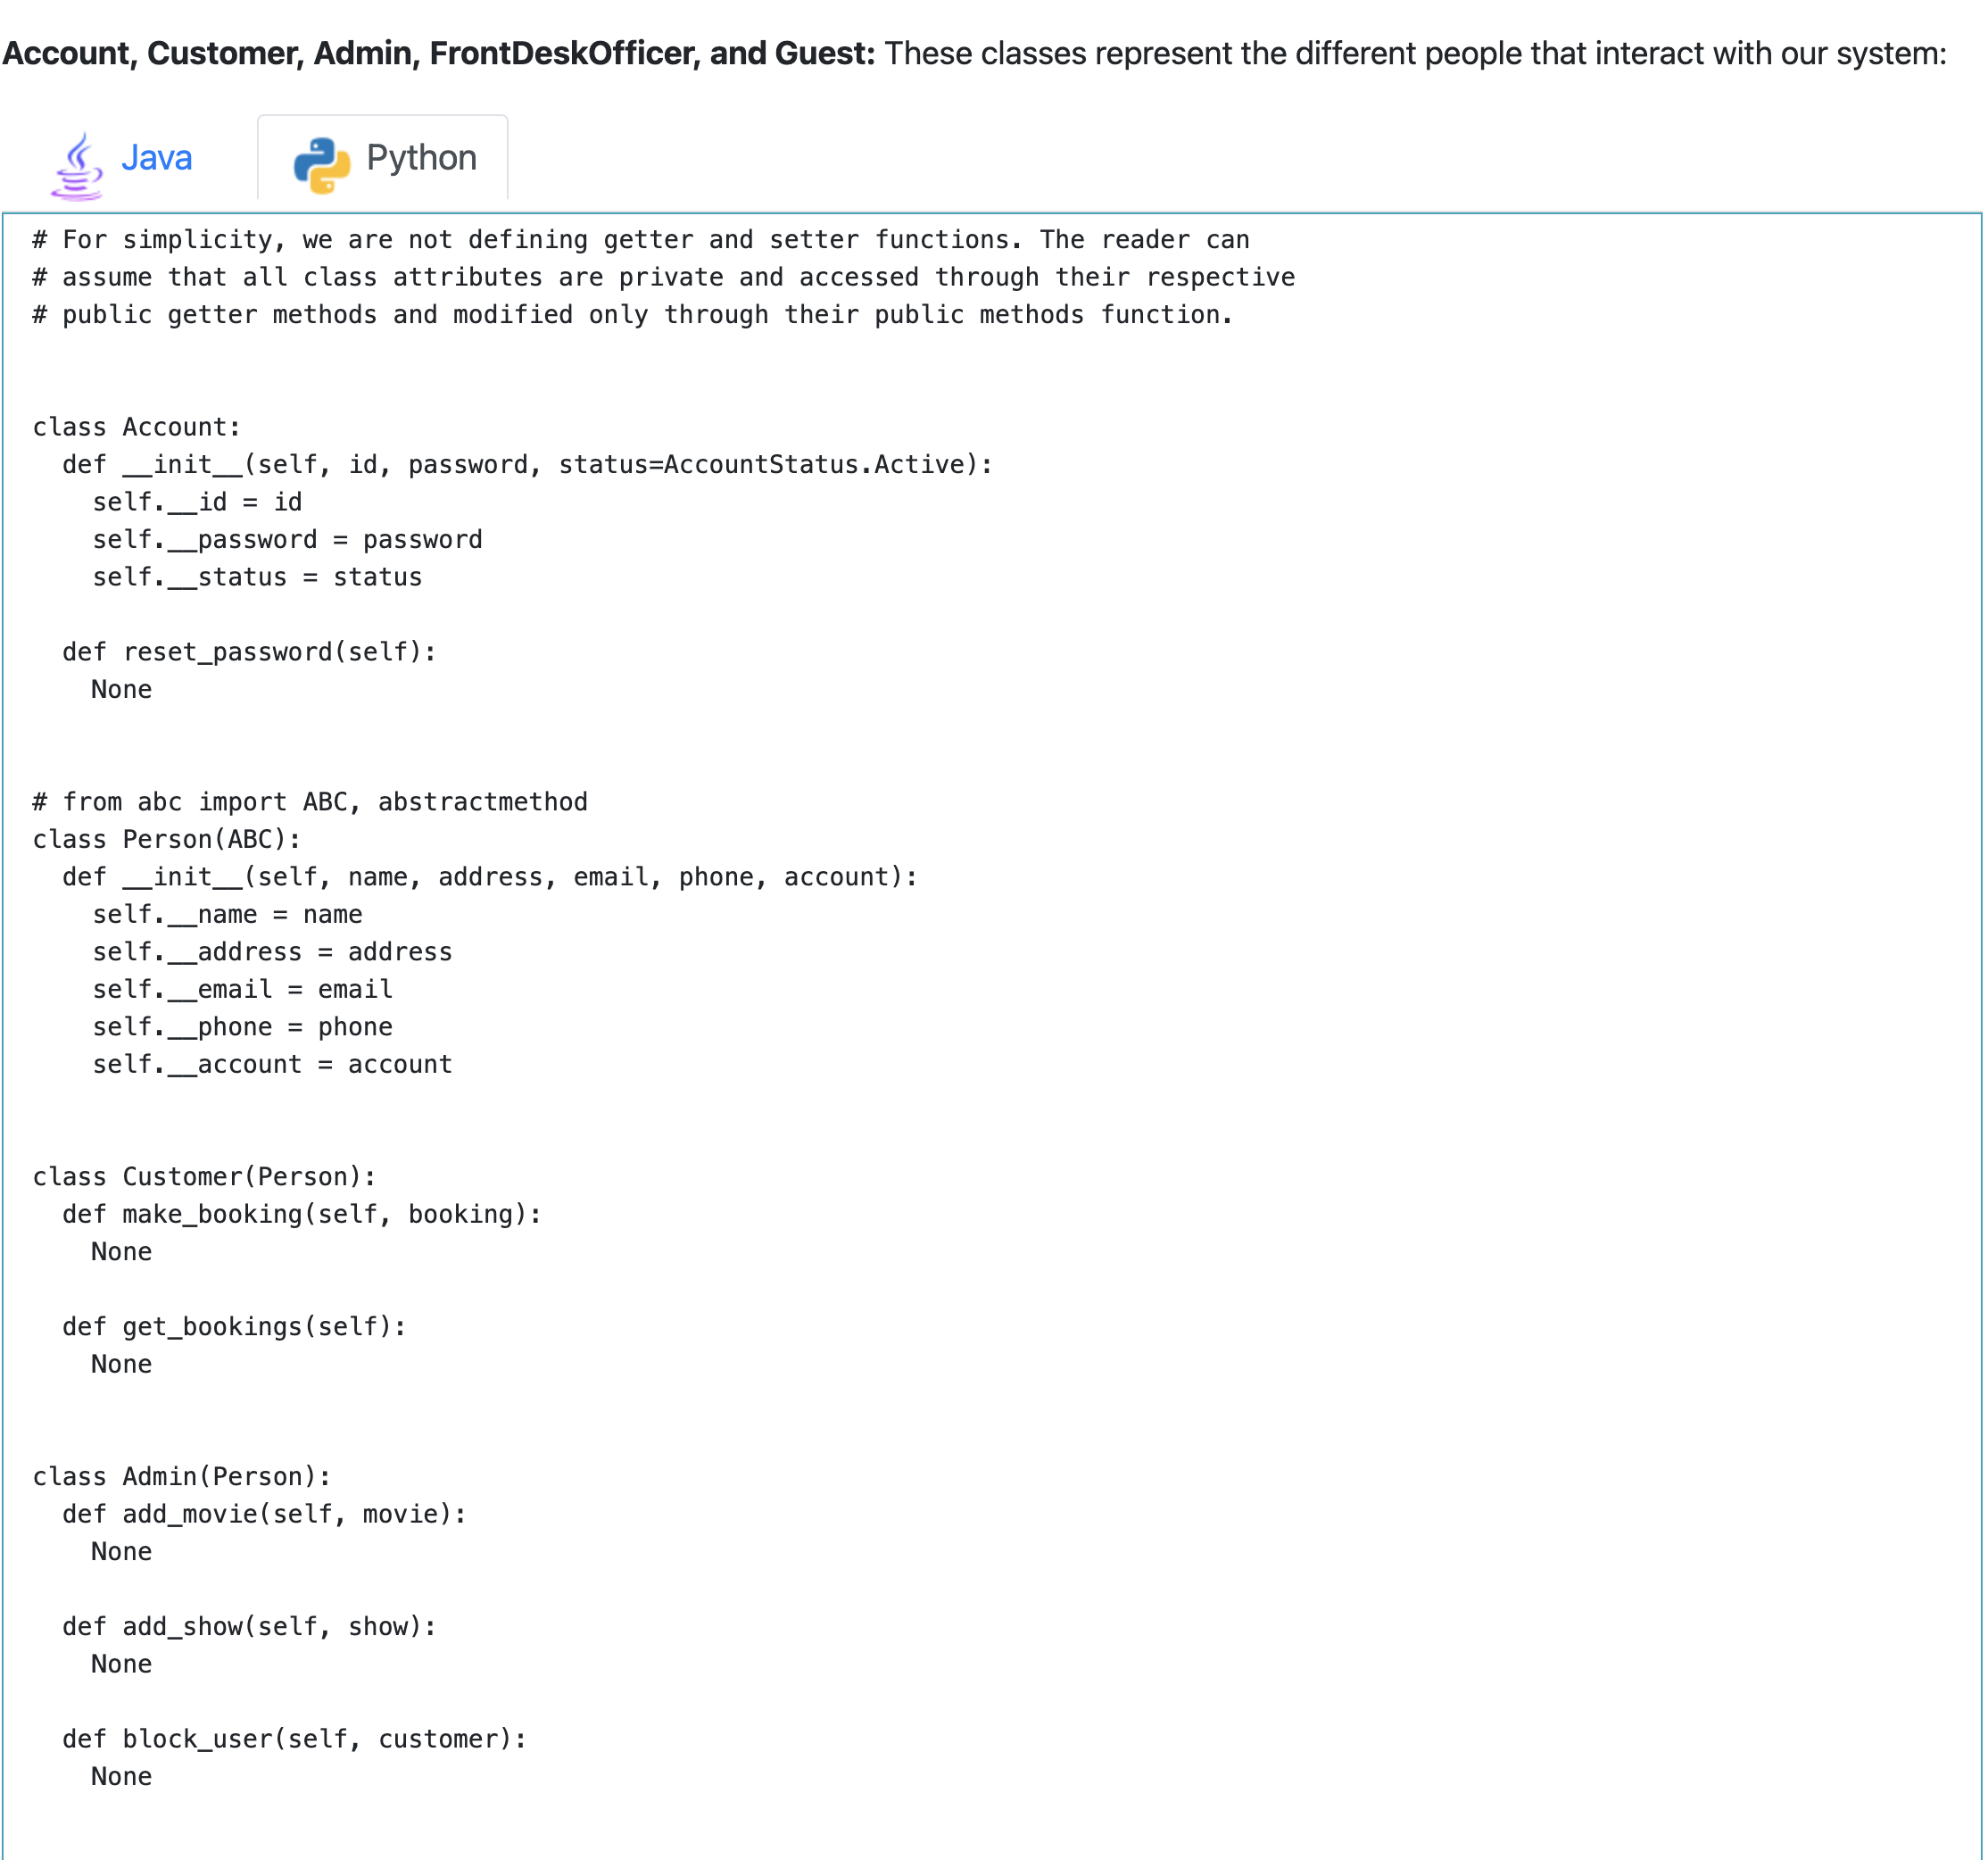 Account, Customer, Admin, FrontDeskOfficer, and Guest: These classes represent the different people that interact with our system:
Java
Python
# For simplicity, we are not defining getter and setter functions. The reader can
# assume that all class attributes are private and accessed through their respective
# public getter methods and modified only through their public methods function.
class Account:
  def __init__(self, id, password, status=AccountStatus.Active):
    self.__id = id
    self.__password = password
    self.__status = status
  def reset_password(self):
    None
# from abc import ABC, abstractmethod
class Person(ABC):
  def __init__(self, name, address, email, phone, account):
    self.__name = name
    self.__address = address
    self.__email = email
    self.__phone = phone
    self.__account = account
class Customer(Person):
  def make_booking(self, booking):
    None
  def get_bookings(self):
    None
class Admin(Person):
  def add_movie(self, movie):
    None
  def add_show(self, show):
    None
  def block_user(self, customer):
    None